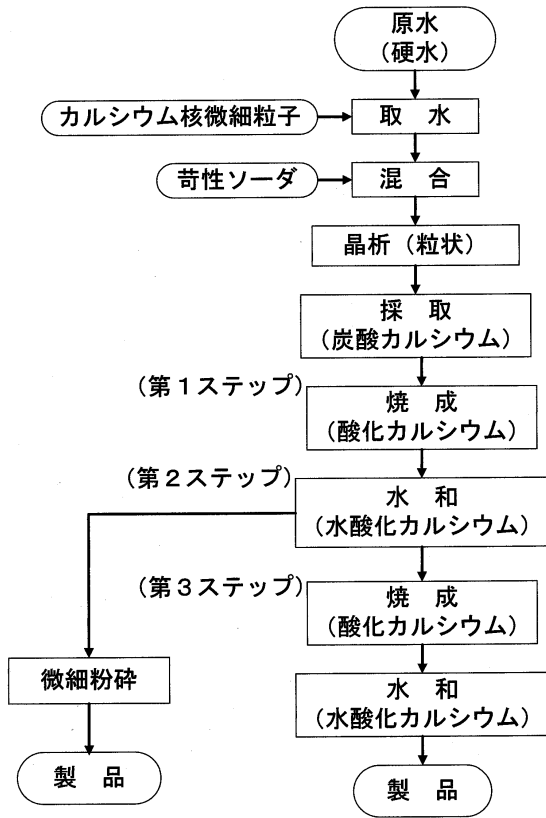 原水
(硬水)
カルシウム核微細粒子
取 水
苛性ソーダ
混 合
晶析（粒状）
採 取
(炭酸カルシウム)
(第１ステップ)
焼 成
(酸化カルシウム)
(第２ステップ)
水 和
(水酸化カルシウム)
(第３ステップ)
焼 成
(酸化カルシウム)
微細粉砕
水 和
(水酸化カルシウム)
製 品
製 品